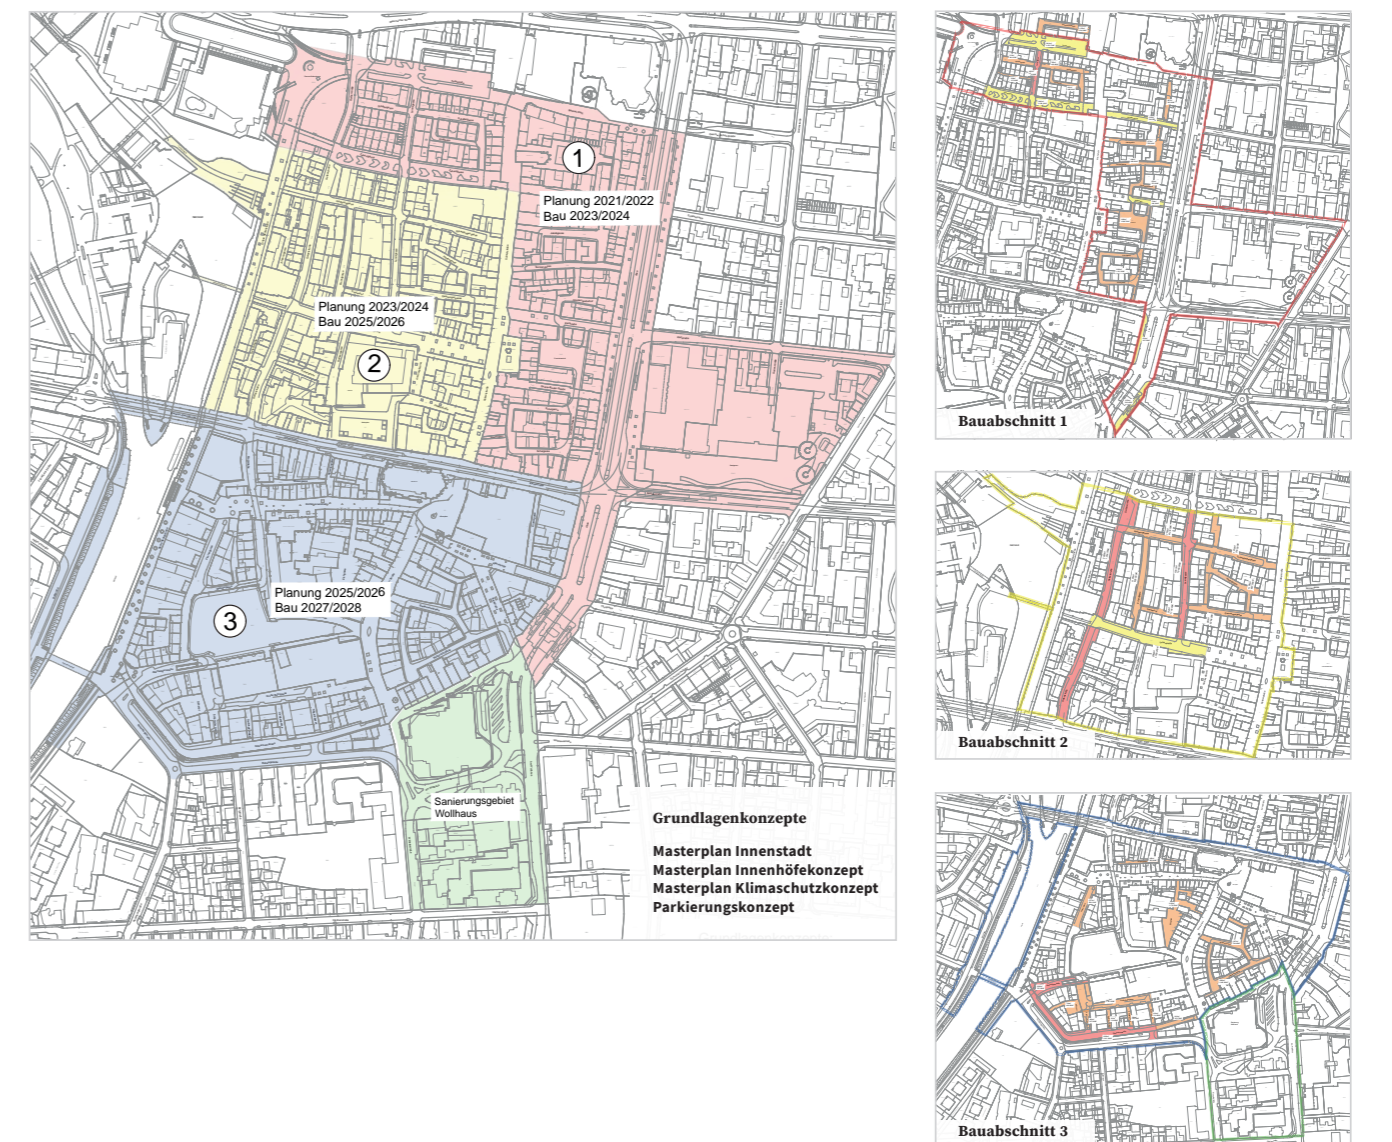 1
Planung 2021/2022
Bau 2023/2024
Planung 2023/2024
Bau 2025/2026
2
Planung 2025/2026
Bau 2027/2028
3
Sanierungsgebiet
Wollhaus
Grundlagenkonzepte
Masterplan Innenstadt
Masterplan Innenhöfekonzept
Masterplan Klimaschutzkonzept
Parkierungskonzept
Bauabschnitt 1
Bauabschnitt 2
Bauabschnitt 3